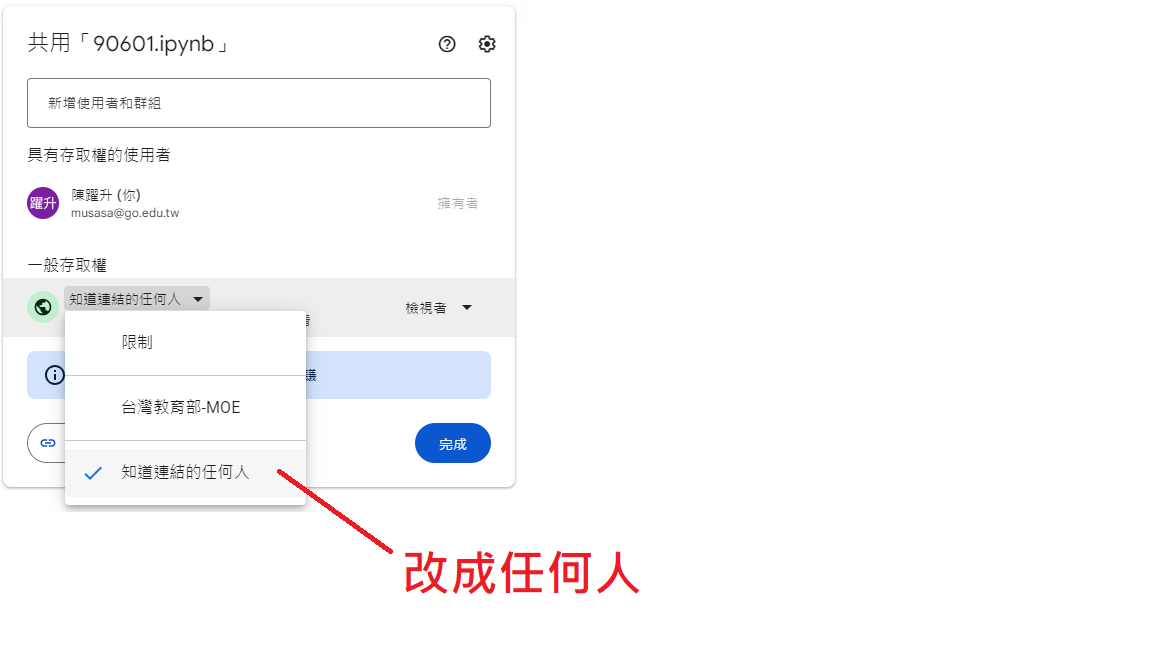 共用「90601.ipynb」
新增使用者和群組
具有存取權的使用者
躍升
陳躍升 (你)
musasa@go.edu.tw
擁有者
一般存取權
知道連結的任何人
檢視者
限制
議
台灣教育部-MOE
完成
知道連結的任何人
改成任何人